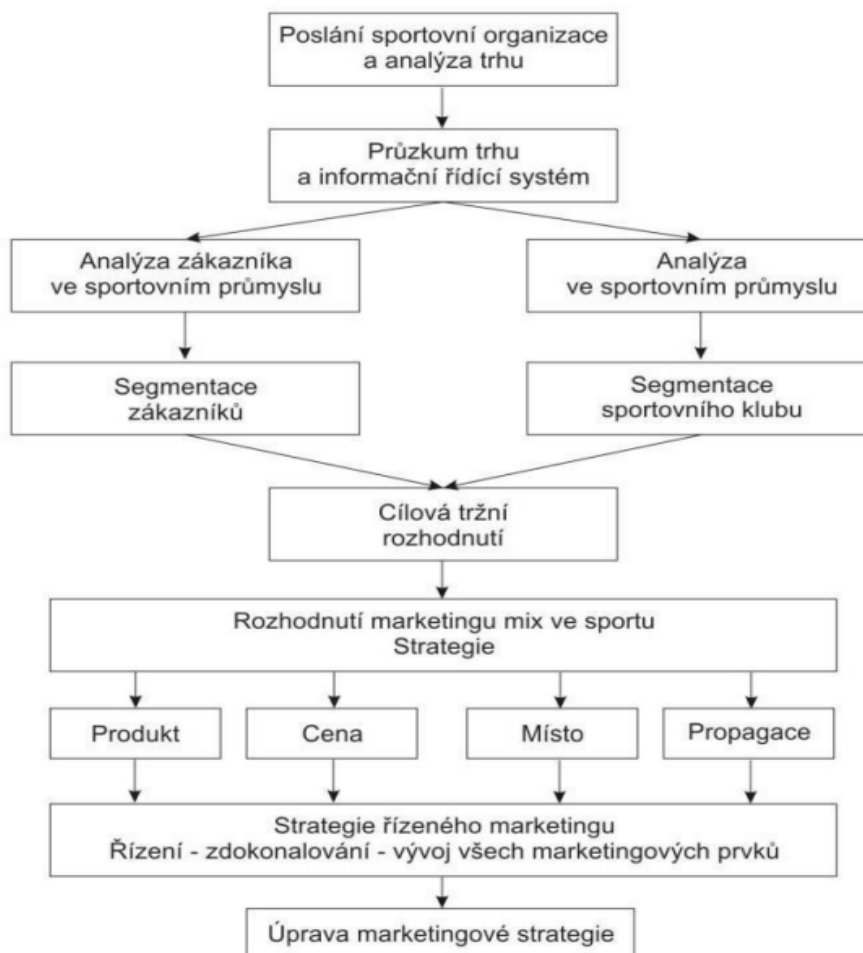 Poslání sportovní organizace
a analýza trhu
Průzkum trhu
a informační řídící systém
Analýza zákazníka
ve sportovním průmyslu
Analýza
ve sportovním průmyslu
Segmentace
zákazníků
Segmentace
sportovního klubu
Cílová tržní
rozhodnutí
Rozhodnutí marketingu mix ve sportu
Strategie
Produkt
Cena
Místo
Propagace
Strategie řízeného marketingu
Řízení - zdokonalování - vývoj všech marketingových prvků
Úprava marketingové strategie